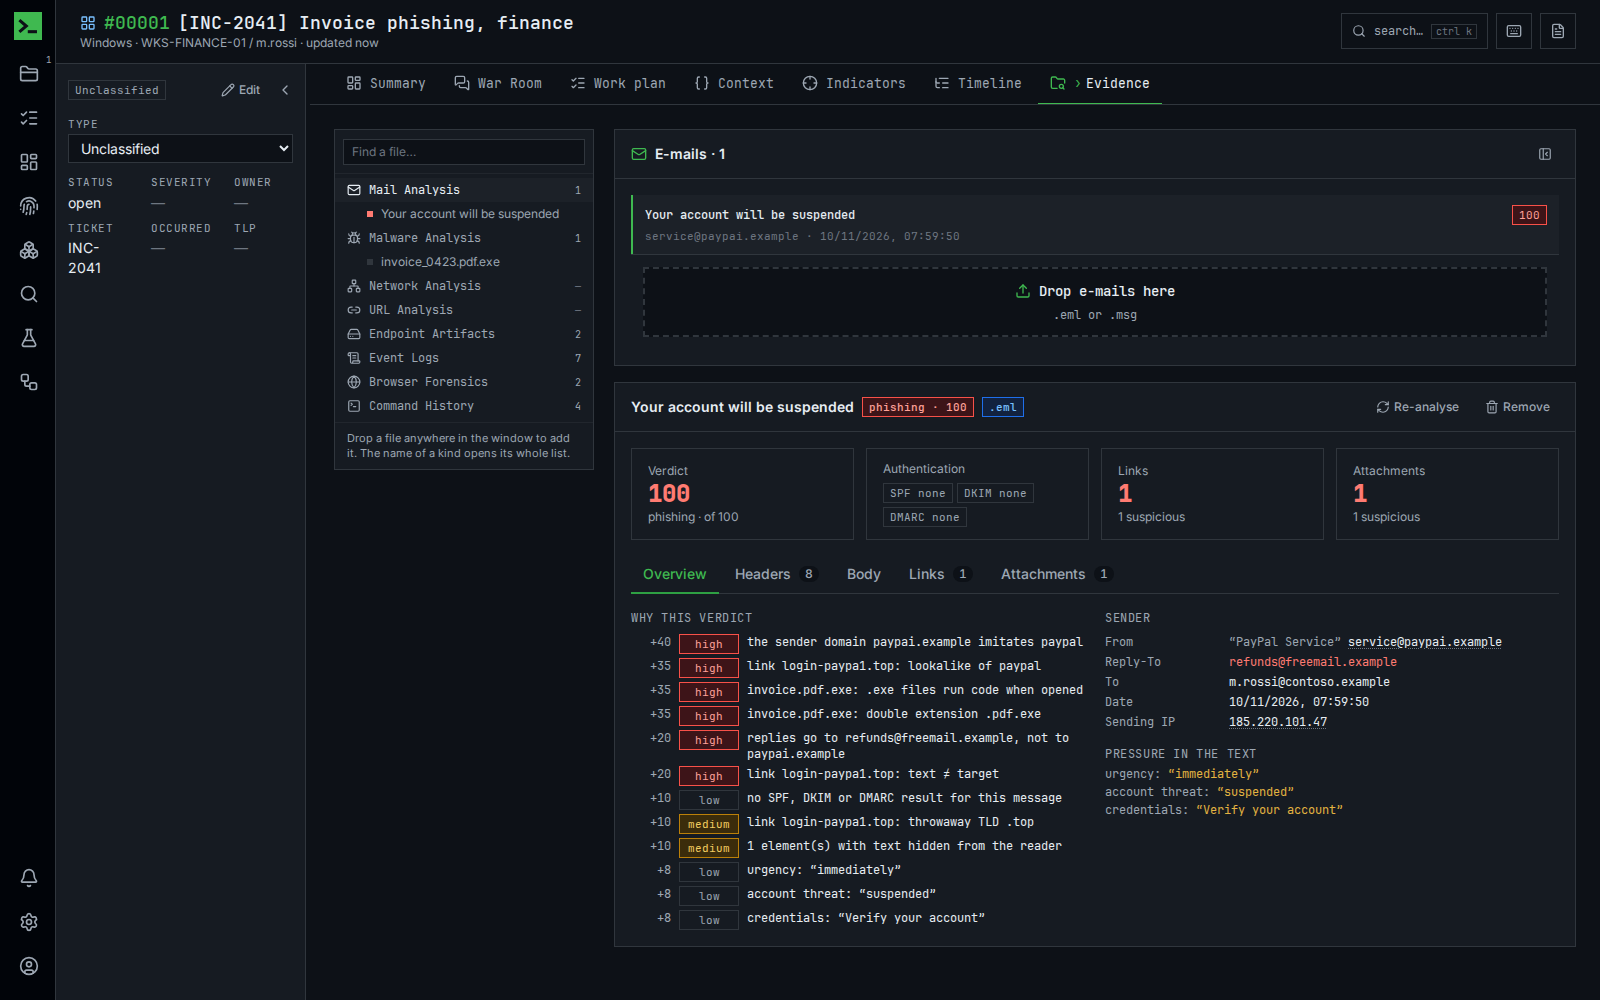 #00001 [INC-2041] Invoice phishing, finance
Windows · WKS-FINANCE-01 / m.rossi · updated now
search… ctrl k
1
Unclassified
Edit
TYPE
Unclassified
STATUS SEVERITY OWNER
open — —
TICKET OCCURRED TLP
INC-2041 — —
Summary War Room Work plan Context Indicators Timeline › Evidence
Find a file...
Mail Analysis 1
Your account will be suspended
Malware Analysis 1
invoice_0423.pdf.exe
Network Analysis –
URL Analysis –
Endpoint Artifacts 2
Event Logs 7
Browser Forensics 2
Command History 4
Drop a file anywhere in the window to add
it. The name of a kind opens its whole list.
E-mails · 1
Your account will be suspended 100
service@paypai.example · 10/11/2026, 07:59:50
Drop e-mails here
.eml or .msg
Your account will be suspended phishing · 100 .eml
Re-analyse Remove
Verdict
100
phishing · of 100
Authentication
SPF none DKIM none
DMARC none
Links
1
1 suspicious
Attachments
1
1 suspicious
Overview Headers 8 Body Links 1 Attachments 1
WHY THIS VERDICT
+40 high the sender domain paypai.example imitates paypal
+35 high link login-paypa1.top: lookalike of paypal
+35 high invoice.pdf.exe: .exe files run code when opened
+35 high invoice.pdf.exe: double extension .pdf.exe
+20 high replies go to refunds@freemail.example, not to
paypai.example
+20 high link login-paypa1.top: text ≠ target
+10 low no SPF, DKIM or DMARC result for this message
+10 medium link login-paypa1.top: throwaway TLD .top
+10 medium 1 element(s) with text hidden from the reader
+8 low urgency: “immediately”
+8 low account threat: “suspended”
+8 low credentials: “Verify your account”
SENDER
From “PayPal Service” service@paypai.example
Reply-To refunds@freemail.example
To m.rossi@contoso.example
Date 10/11/2026, 07:59:50
Sending IP 185.220.101.47
PRESSURE IN THE TEXT
urgency: “immediately”
account threat: “suspended”
credentials: “Verify your account”